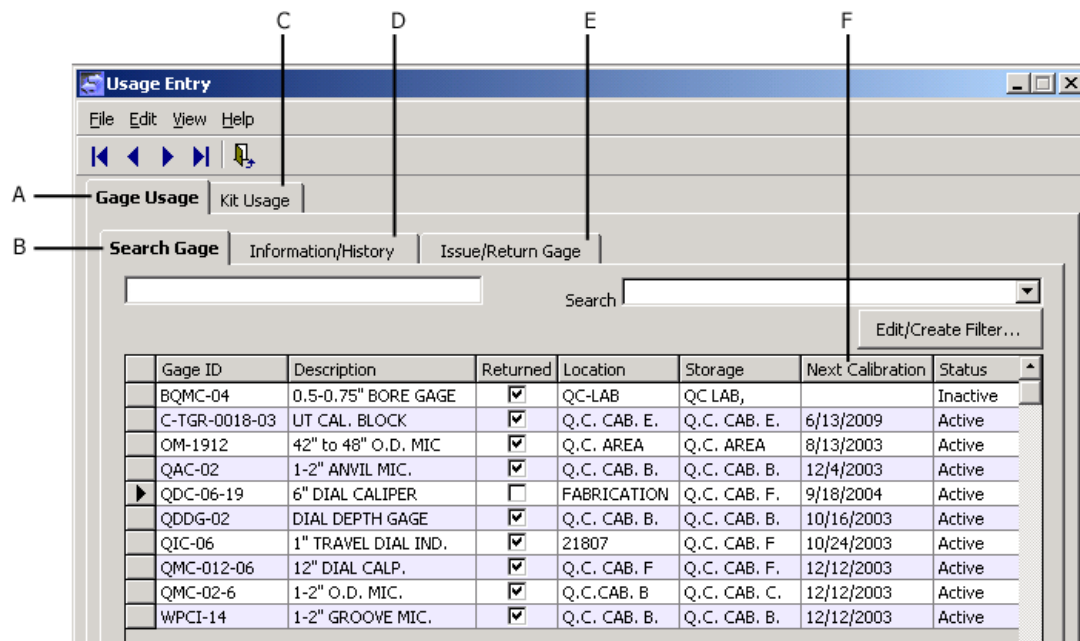 C D E F
Usage Entry
File Edit View Help
A Gage Usage Kit Usage
B Search Gage Information/History Issue/Return Gage
Search
Edit/Create Filter...
Gage ID Description Returned Location Storage Next Calibration Status
BQMC-04 0.5-0.75" BORE GAGE QC-LAB QC LAB, Inactive
C-TGR-0018-03 UT CAL. BLOCK Q.C. CAB. E. Q.C. CAB. E. 6/13/2009 Active
OM-1912 42" to 48" O.D. MIC Q.C. AREA Q.C. AREA 8/13/2003 Active
QAC-02 1-2" ANVIL MIC. Q.C. CAB. B. Q.C. CAB. B. 12/4/2003 Active
QDC-06-19 6" DIAL CALIPER FABRICATION Q.C. CAB. F. 9/18/2004 Active
QDDG-02 DIAL DEPTH GAGE Q.C. CAB. B. Q.C. CAB. B. 10/16/2003 Active
QIC-06 1" TRAVEL DIAL IND. 21807 Q.C. CAB. F 10/24/2003 Active
QMC-012-06 12" DIAL CALP. Q.C. CAB. F Q.C. CAB. F. 12/12/2003 Active
QMC-02-6 1-2" O.D. MIC. Q.C.CAB. B Q.C. CAB. C. 12/12/2003 Active
WPCI-14 1-2" GROOVE MIC. Q.C. CAB. B. Q.C. CAB. B. 12/12/2003 Active